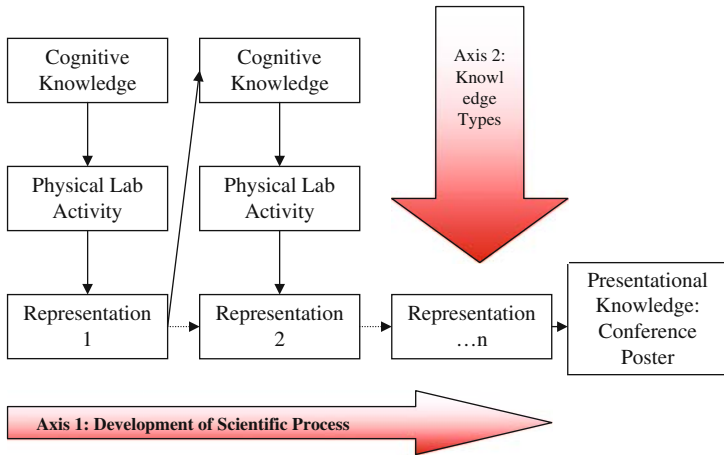 Cognitive
Knowledge
Cognitive
Knowledge
Axis 2:
Knowl
edge
Types
Physical Lab
Activity
Physical Lab
Activity
Representation
1
Representation
2
Representation
…n
Presentational
Knowledge:
Conference
Poster
Axis 1: Development of Scientific Process